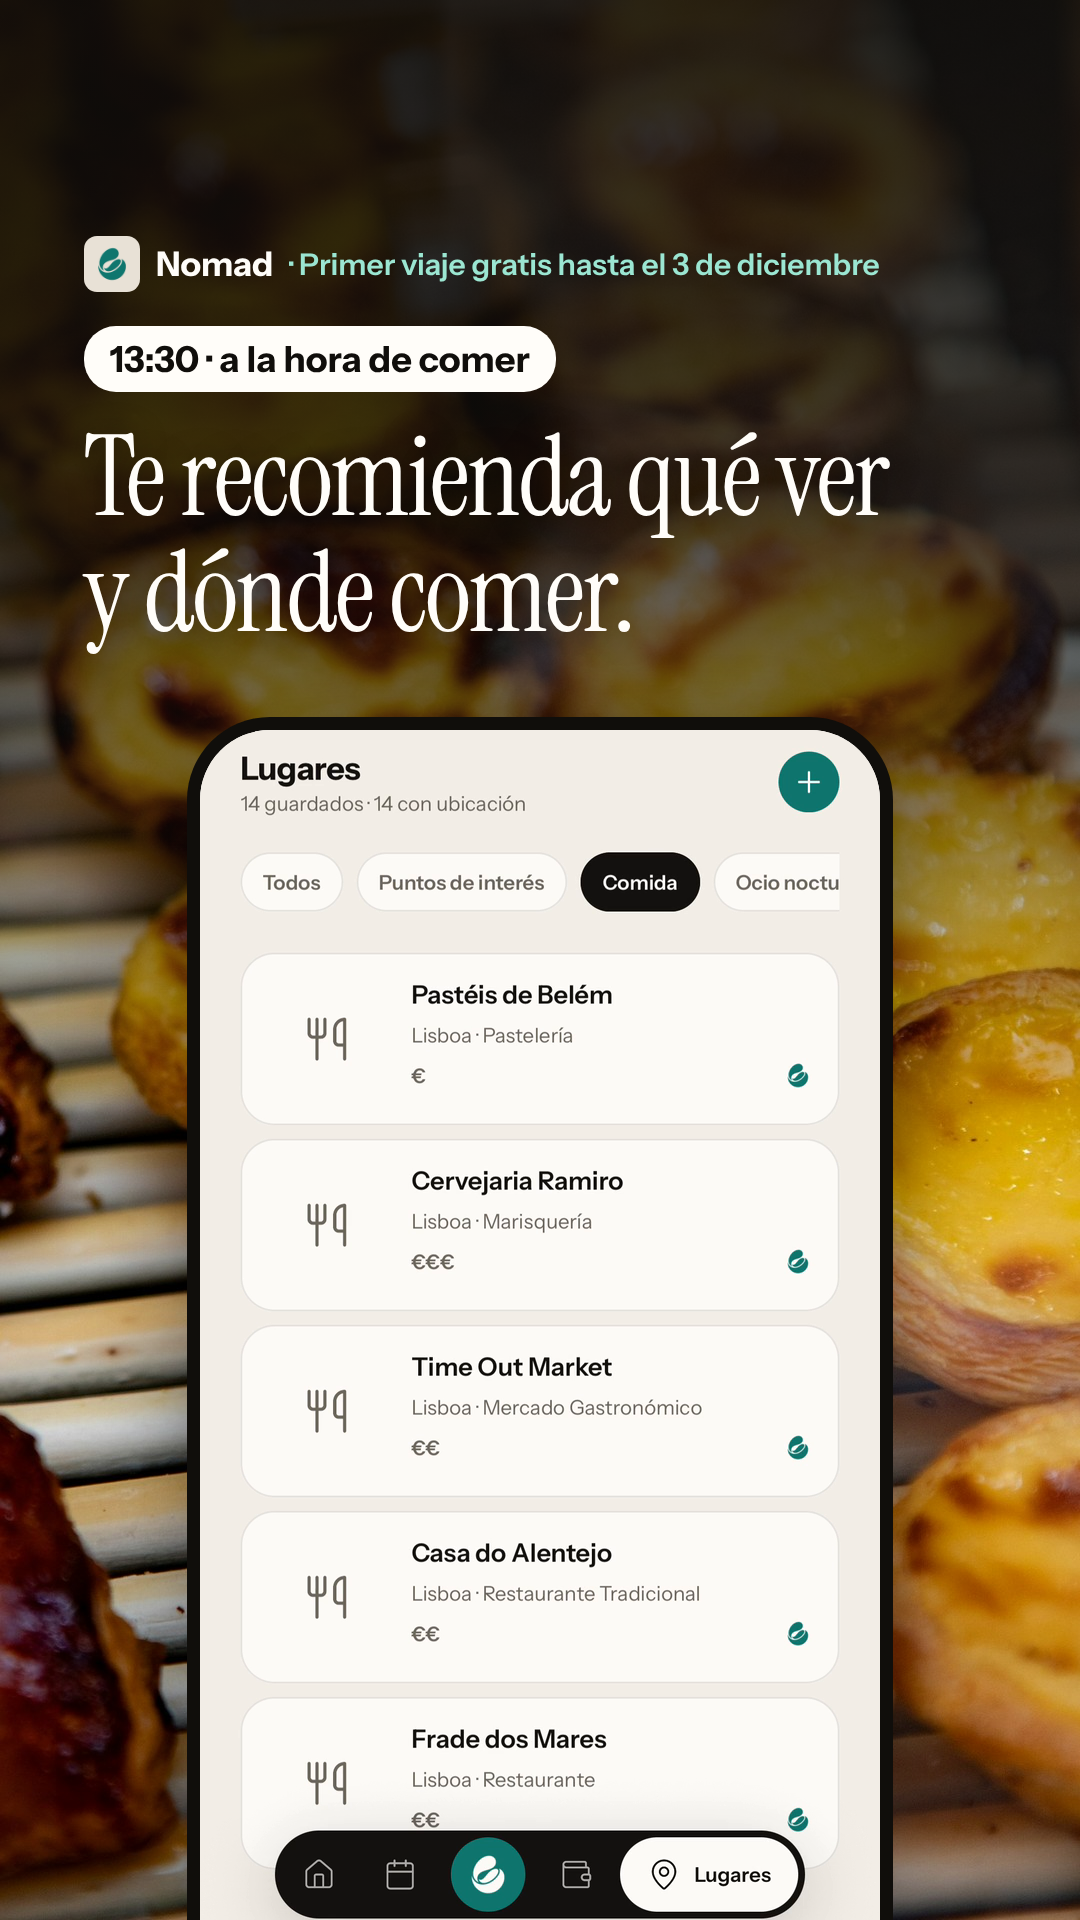 Nomad · Primer viaje gratis hasta el 3 de diciembre
13:30 · a la hora de comer
Te recomienda qué ver
y dónde comer.
Lugares
14 guardados · 14 con ubicación
Todos
Puntos de interés
Comida
Ocio noctu
Pastéis de Belém
Lisboa · Pastelería
€
Cervejaria Ramiro
Lisboa · Marisquería
€€€
Time Out Market
Lisboa · Mercado Gastronómico
€€
Casa do Alentejo
Lisboa · Restaurante Tradicional
€€
Frade dos Mares
Lisboa · Restaurante
€€
Lugares